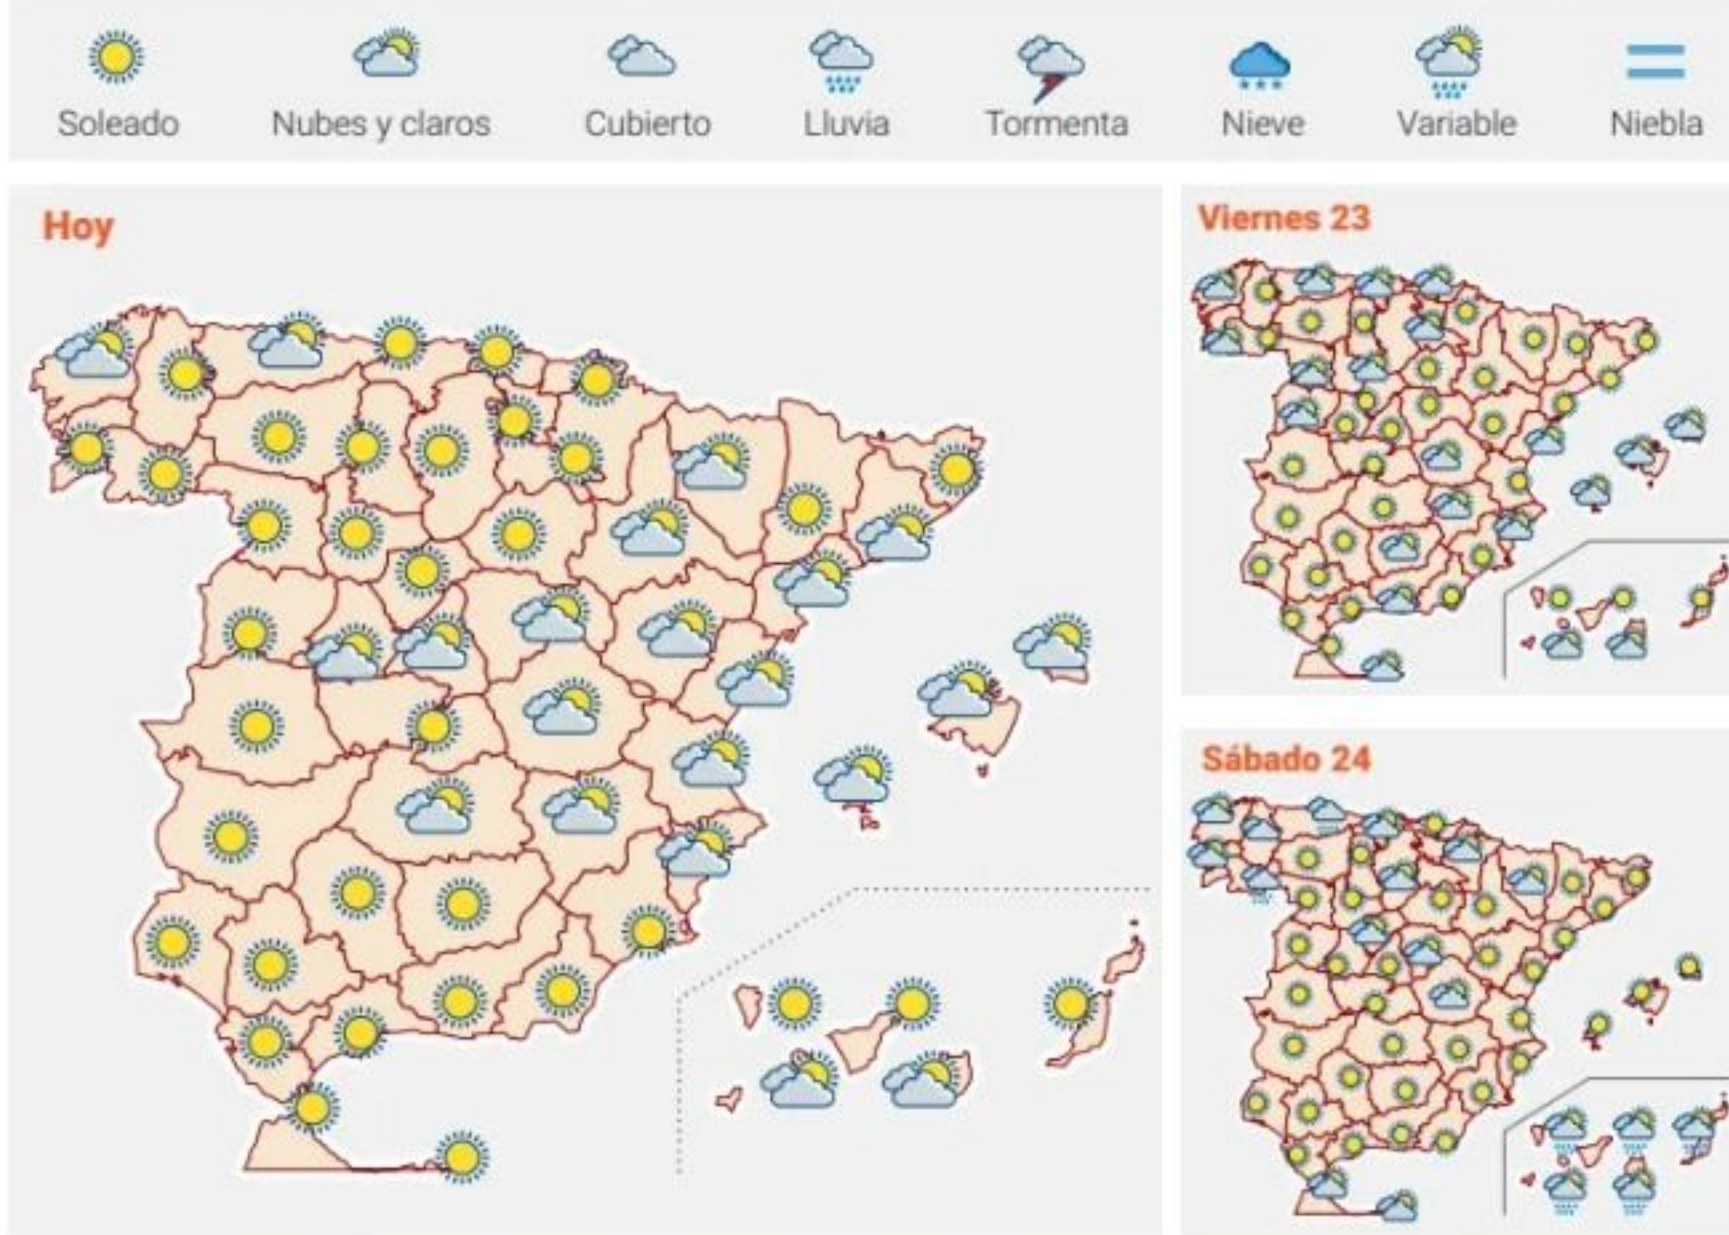 Soleado
Nubes y claros
Cubierto
Lluvia
Tormenta
Nieve
Variable
Niebla
Hoy
Viernes 23
Sábado 24